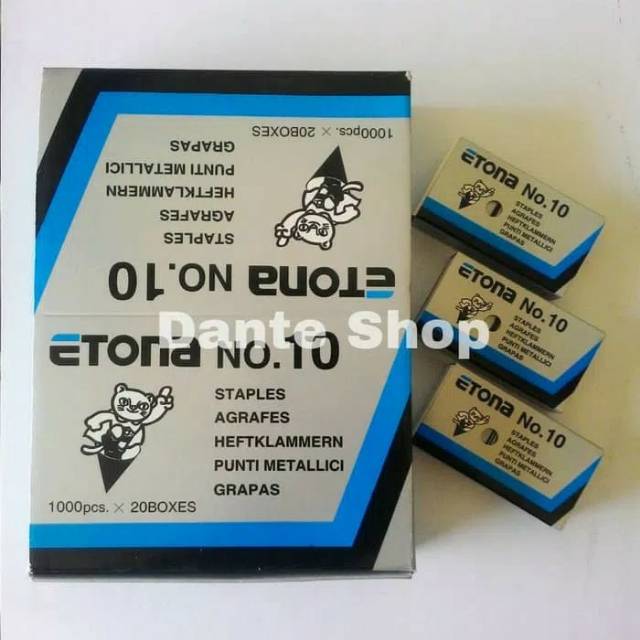 1000pcs. × 20BOXES
GRAPAS
PUNTI METALLICI
HEFTKLAMMERN
AGRAFES
STAPLES
ETONA NO.10
Dante Shop
ETONA NO.10
STAPLES
AGRAFES
HEFTKLAMMERN
PUNTI METALLICI
GRAPAS
1000pcs. × 20BOXES
ETONA No.10
STAPLES
AGRAFES
HEFTKLAMMERN
PUNTI METALLICI
GRAPAS
ETONA No.10
STAPLES
AGRAFES
HEFTKLAMMERN
PUNTI METALLICI
GRAPAS
ETONA No.10
STAPLES
AGRAFES
HEFTKLAMMERN
PUNTI METALLICI
GRAPAS